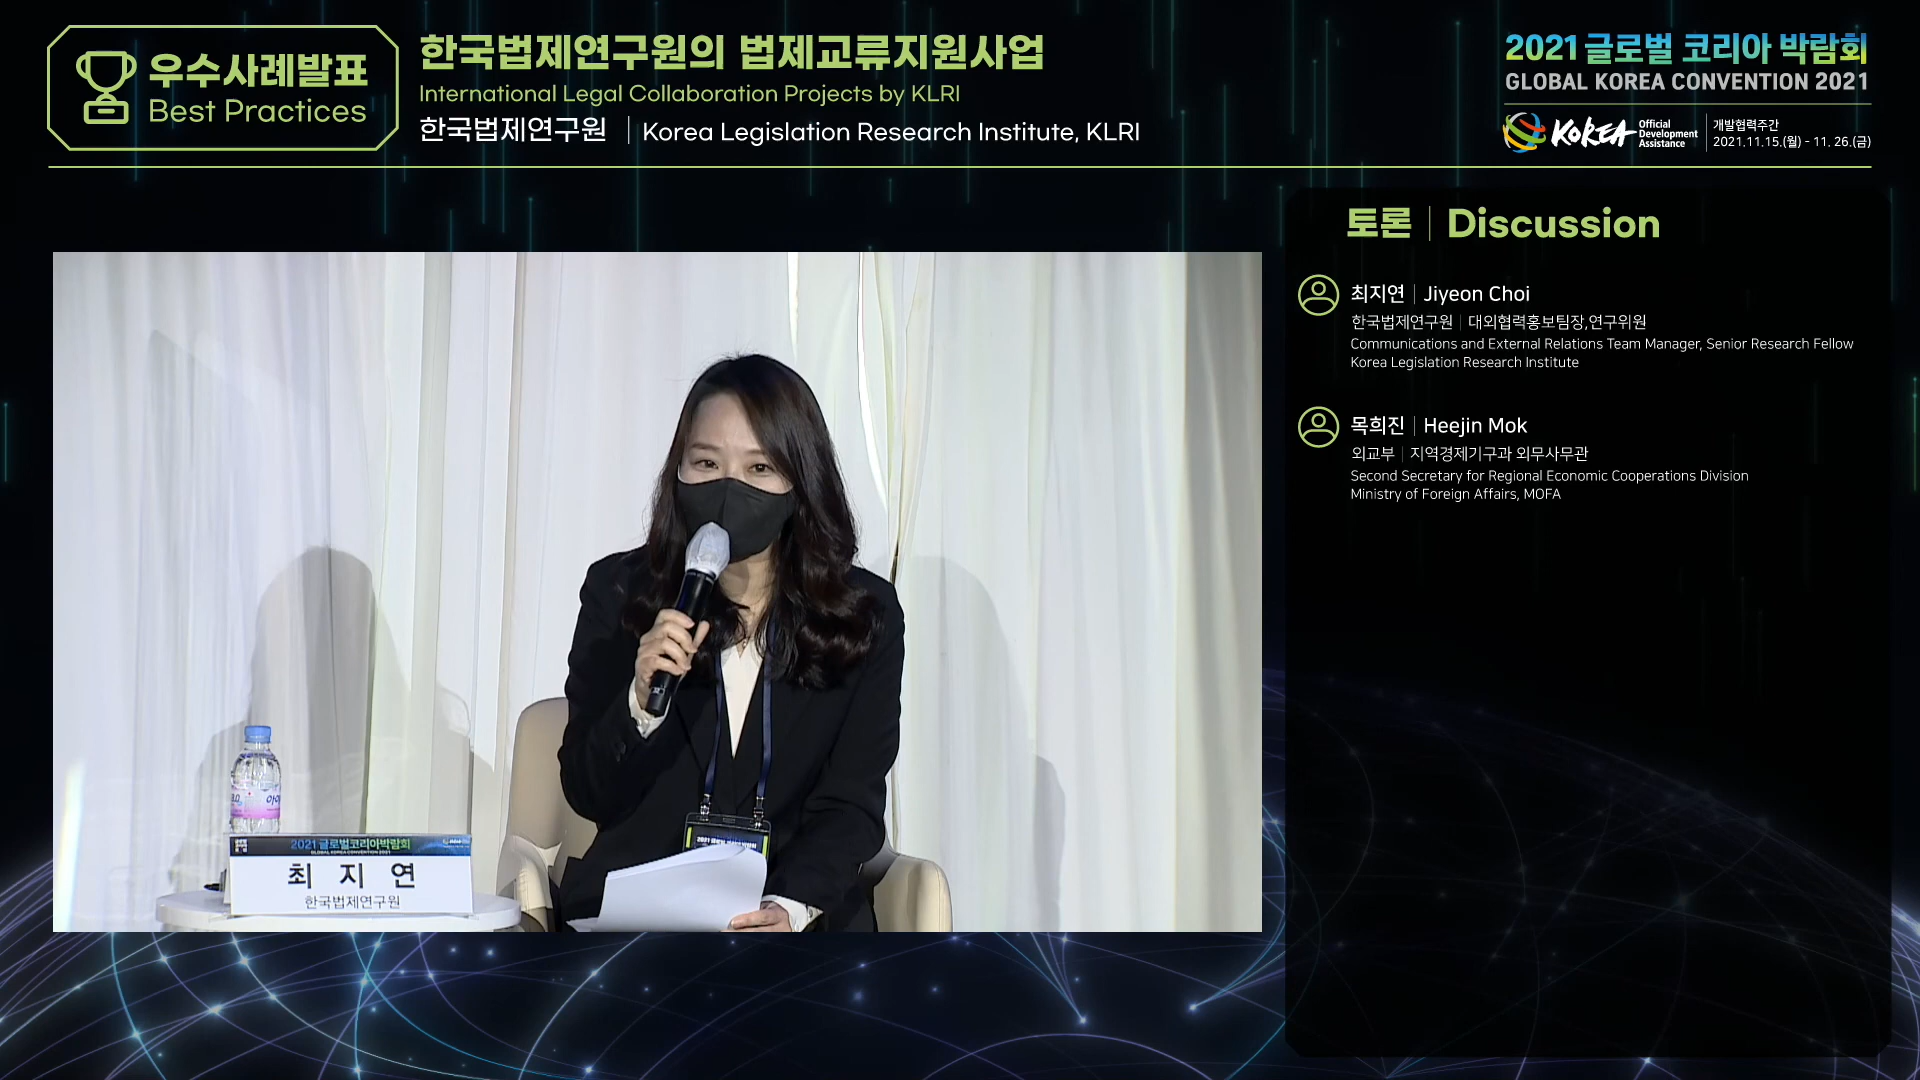 우수사례발표
Best Practices
한국법제연구원의 법제교류지원사업
International Legal Collaboration Projects by KLRI
한국법제연구원 | Korea Legislation Research Institute, KLRI
2021 글로벌 코리아 박람회
GLOBAL KOREA CONVENTION 2021
KOREA Official Development Assistance
개발협력주간
2021.11.15.(월) - 11. 26.(금)
토론 | Discussion
최지연 | Jiyeon Choi
한국법제연구원 | 대외협력홍보팀장,연구위원
Communications and External Relations Team Manager, Senior Research Fellow
Korea Legislation Research Institute
목희진 | Heejin Mok
외교부 | 지역경제기구과 외무사무관
Second Secretary for Regional Economic Cooperations Division
Ministry of Foreign Affairs, MOFA
2021 글로벌코리아박람회
GLOBAL KOREA CONVENTION 2021
최 지 연
한국법제연구원